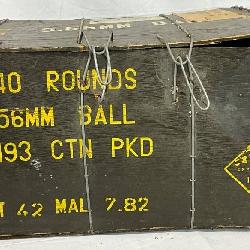 40 ROUNDS
56MM BALL
193 CTN PKD
T 42 MAL 7.82